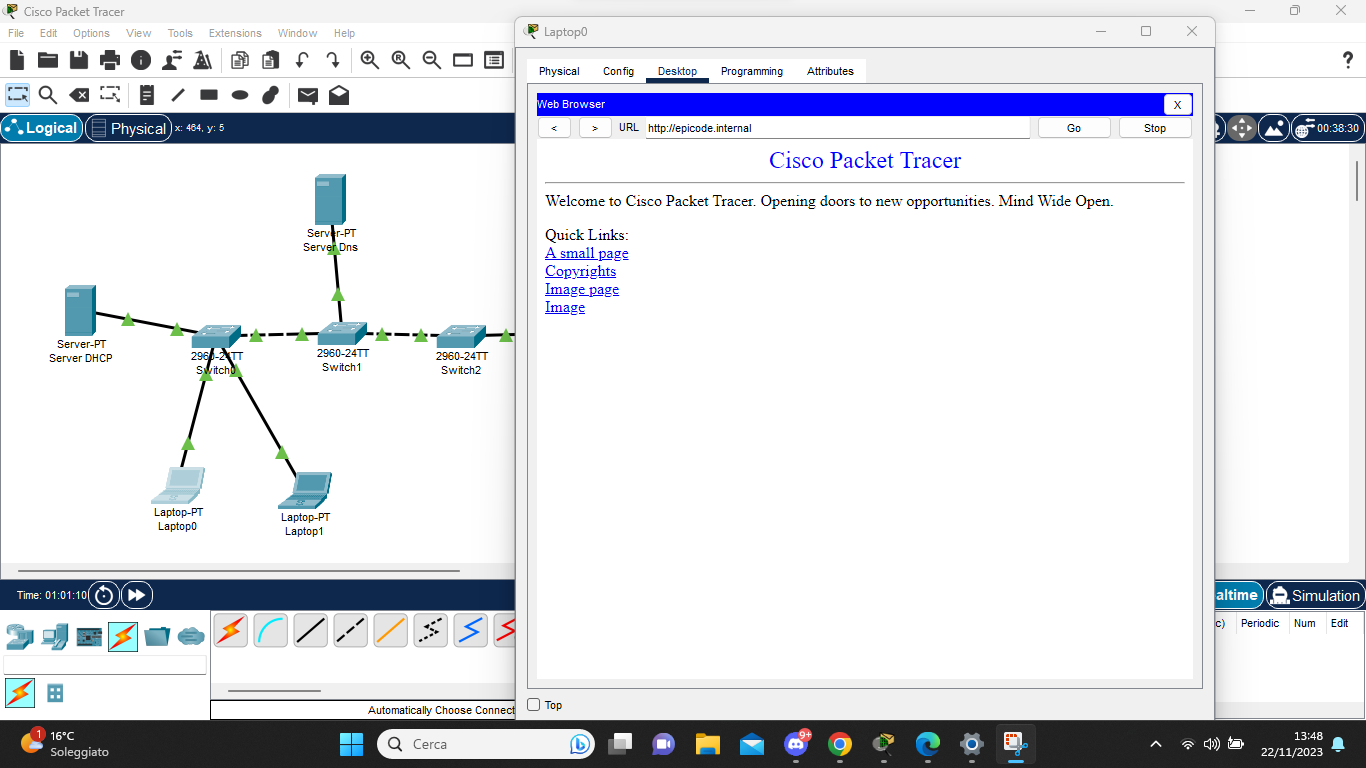 Cisco Packet Tracer
File Edit Options View Tools Extensions Window Help
Logical
Physical
x: 464, y: 5
00:38:30
Server-PT
Server Dns
Server-PT
Server DHCP
2960-24TT
Switch0
2960-24TT
Switch1
2960-24TT
Switch2
Laptop-PT
Laptop0
Laptop-PT
Laptop1
Laptop0
Physical Config Desktop Programming Attributes
Web Browser X
< > URL http://epicode.internal Go Stop
Cisco Packet Tracer
Welcome to Cisco Packet Tracer. Opening doors to new opportunities. Mind Wide Open.
Quick Links:
A small page
Copyrights
Image page
Image
Top
Time: 01:01:10
altime
Simulation
c) Periodic Num Edit
Automatically Choose Connect
1
16°C
Soleggiato
Cerca
9+
13:48
22/11/2023